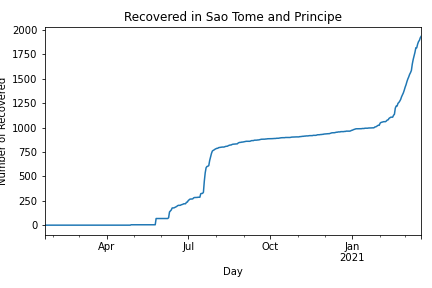 Recovered in Sao Tome and Principe
Number of Recovered
2000
1750
1500
1250
1000
750
500
250
0
Apr
Jul
Oct
Jan
2021
Day